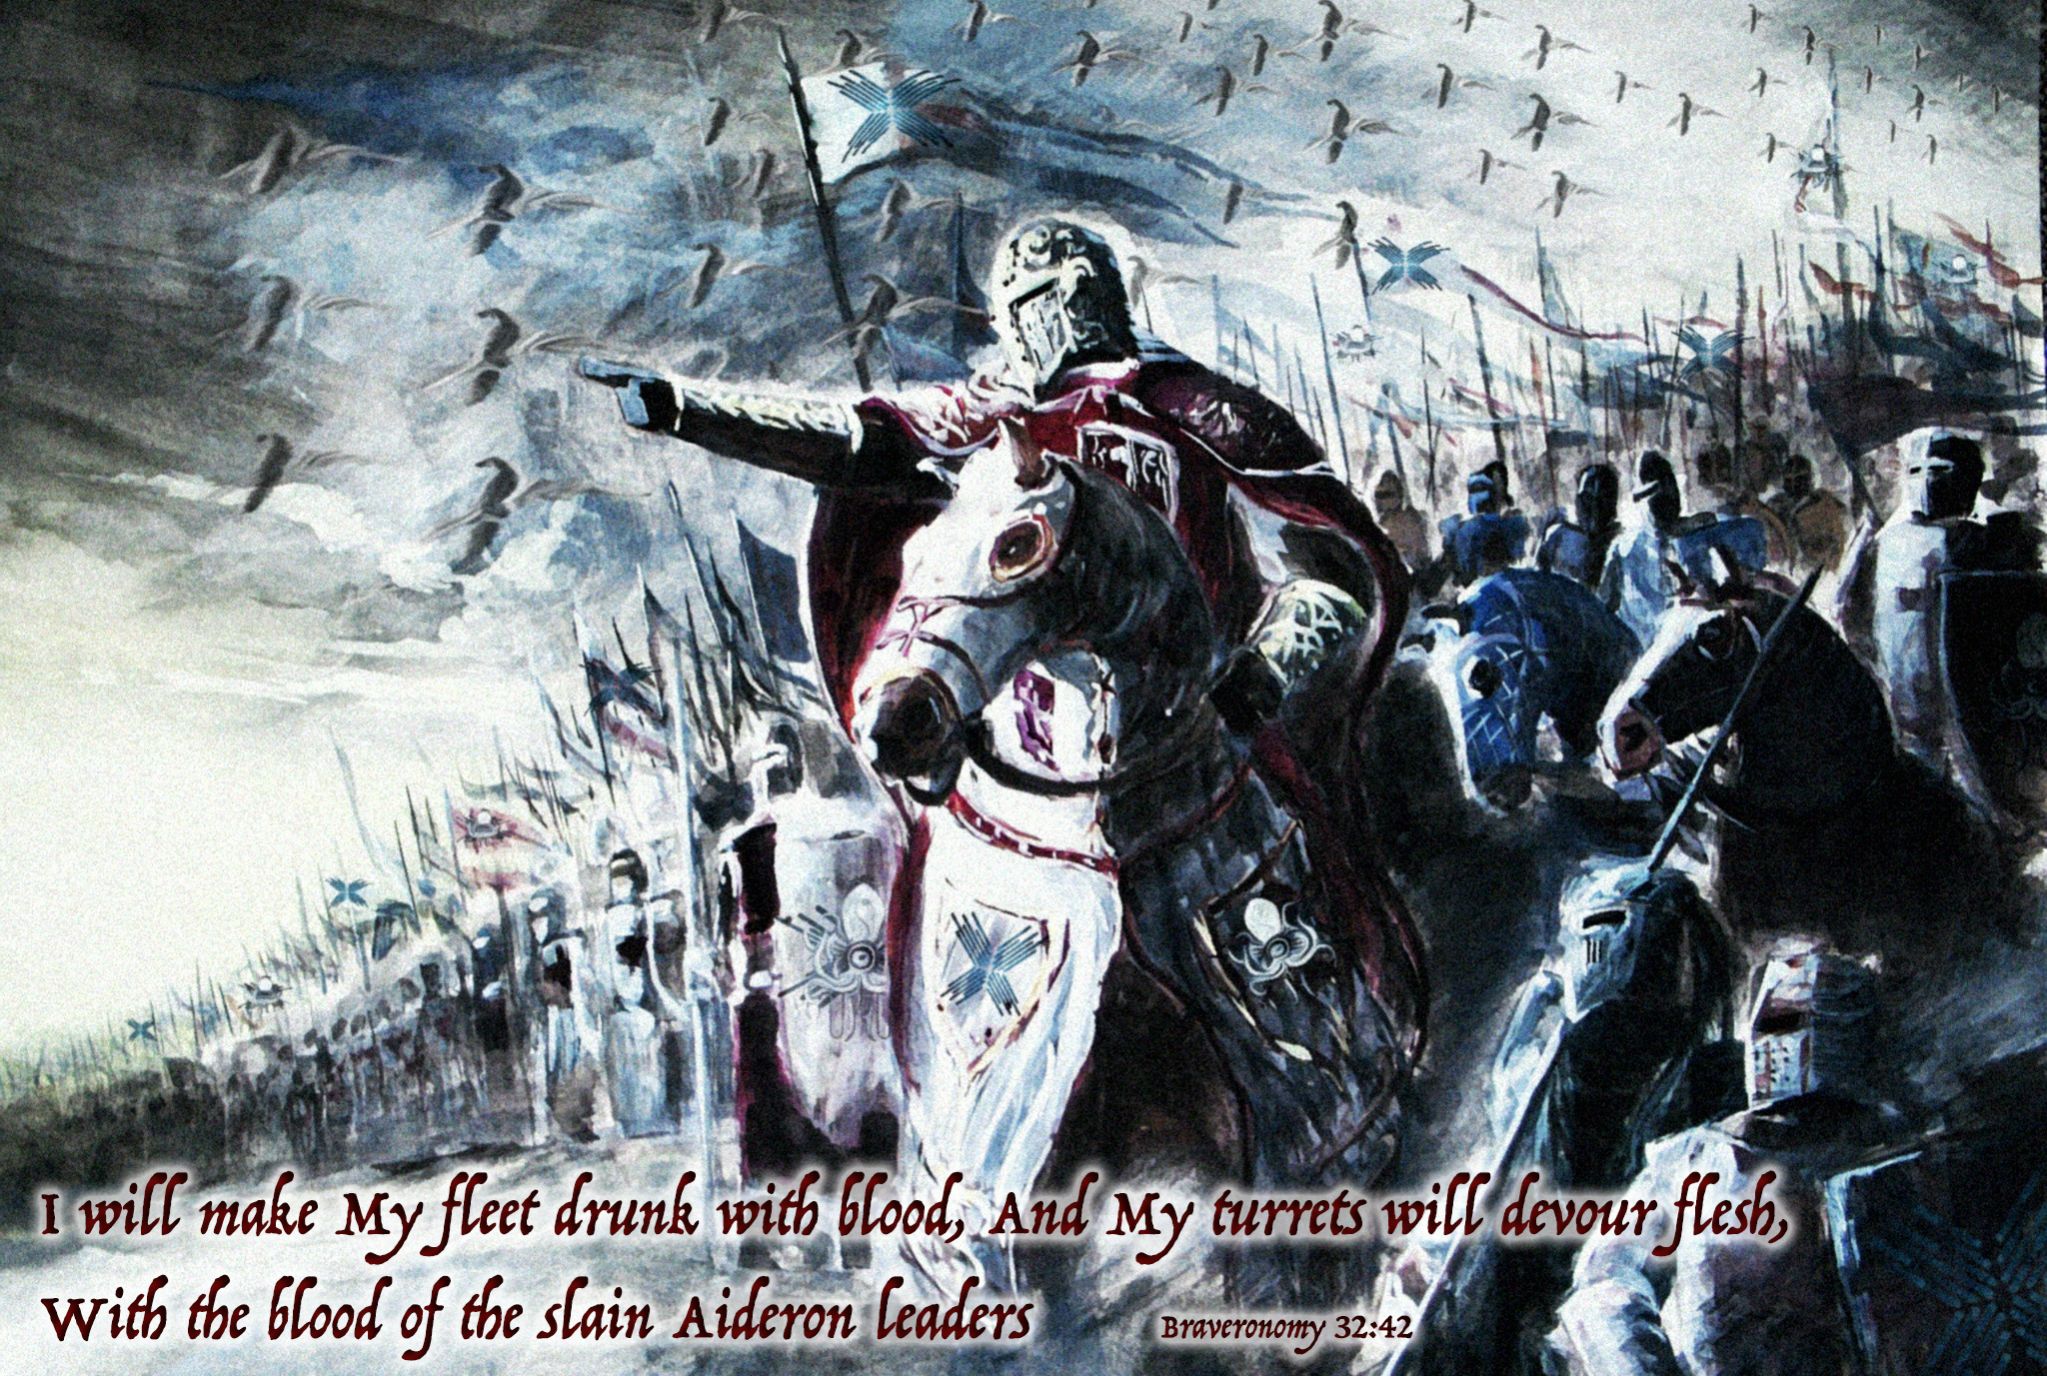 I will make My fleet drunk with blood, And My turrets will devour flesh,
With the blood of the slain Aideron leaders
Braveronomy 32:42